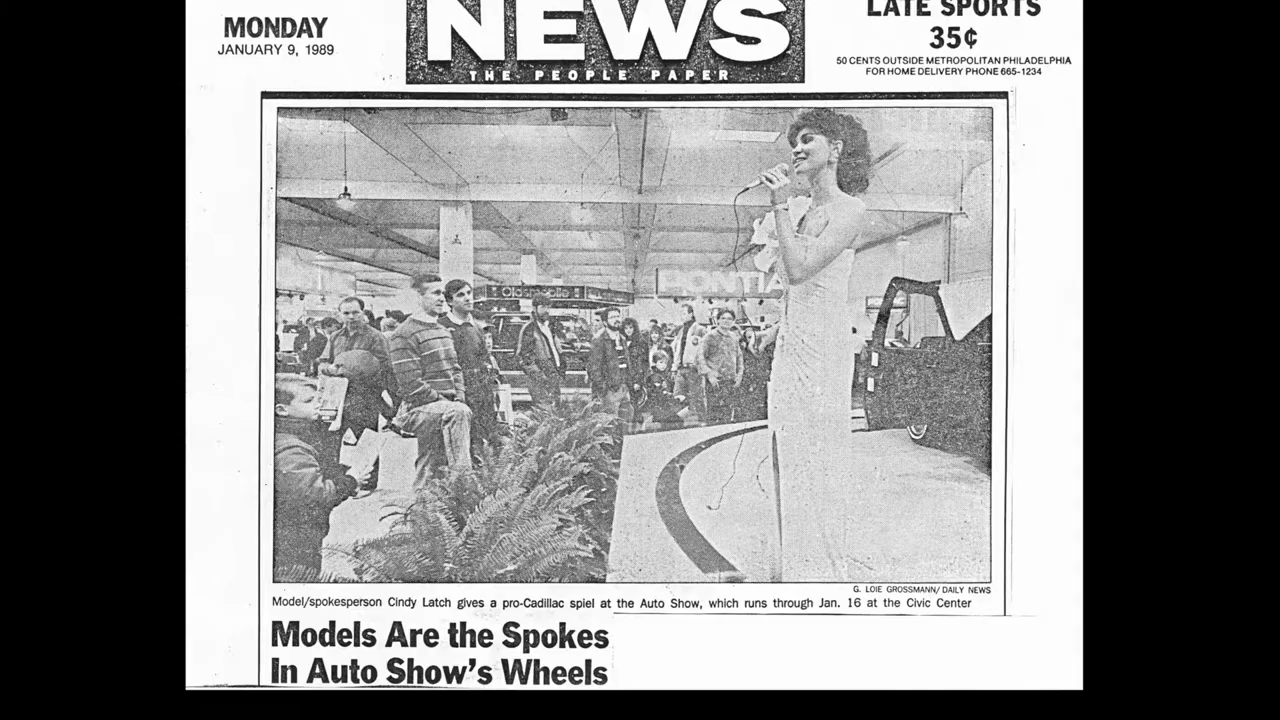 MONDAY
JANUARY 9, 1989
NEWS
THE PEOPLE PAPER
LATE SPORTS
35¢
50 CENTS OUTSIDE METROPOLITAN PHILADELPHIA
FOR HOME DELIVERY PHONE 665-1234
Oldsmobile
PONTIA
G. LOIE GROSSMANN/ DAILY NEWS
Model/spokesperson Cindy Latch gives a pro-Cadillac spiel at the Auto Show, which runs through Jan. 16 at the Civic Center
Models Are the Spokes
In Auto Show's Wheels